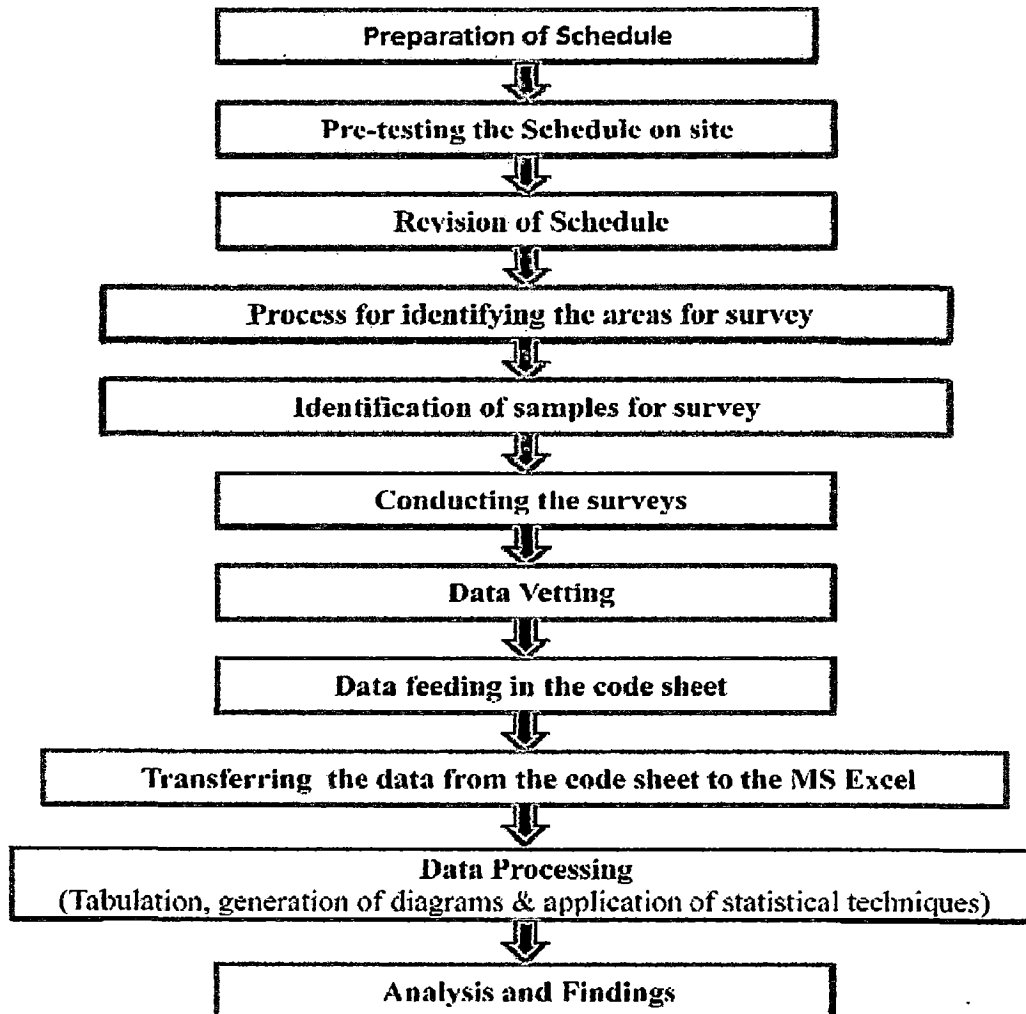 Preparation of Schedule
Pre-testing the Schedule on site
Revision of Schedule
Process for identifying the areas for survey
Identification of samples for survey
Conducting the surveys
Data Vetting
Data feeding in the code sheet
Transferring the data from the code sheet to the MS Excel
Data Processing
(Tabulation, generation of diagrams & application of statistical techniques)
Analysis and Findings